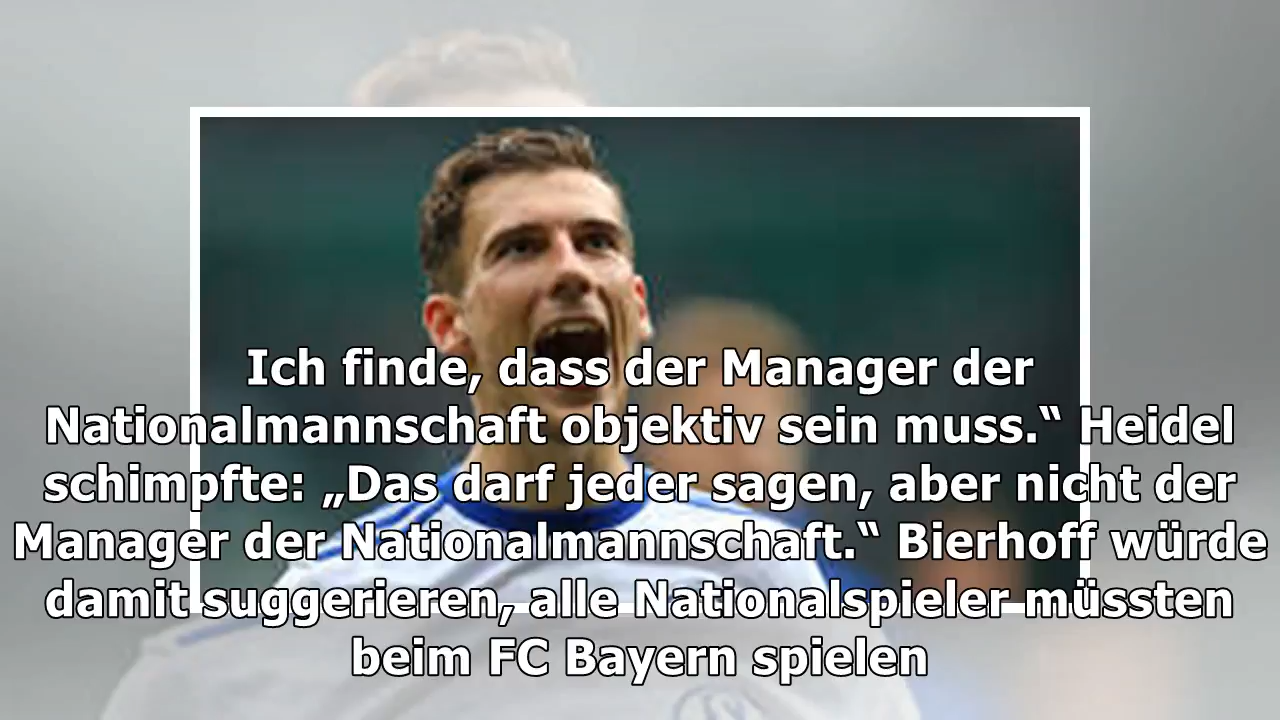 Ich finde, dass der Manager der
Nationalmannschaft objektiv sein muss.“ Heidel
schimpfte: „Das darf jeder sagen, aber nicht der
Manager der Nationalmannschaft.“ Bierhoff würde
damit suggerieren, alle Nationalspieler müssten
beim FC Bayern spielen